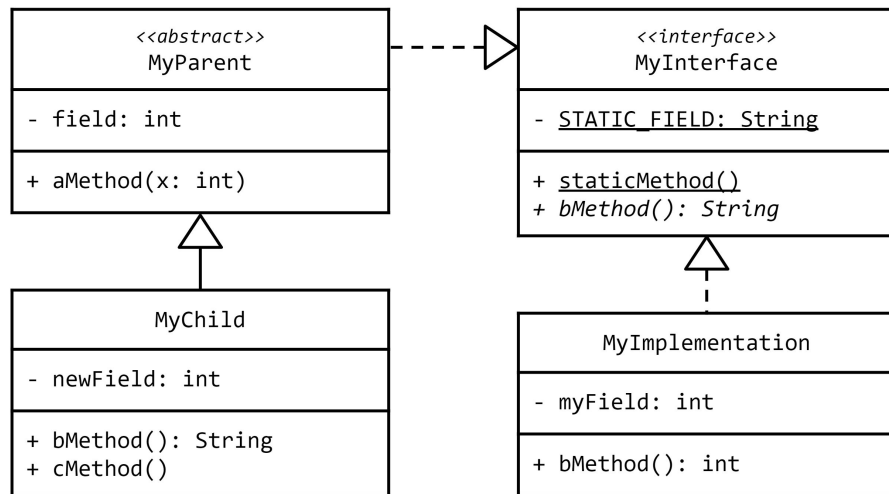 <<abstract>>
MyParent
- field: int
+ aMethod(x: int)
<<interface>>
MyInterface
- STATIC_FIELD: String
+ staticMethod()
+ bMethod(): String
MyChild
- newField: int
+ bMethod(): String
+ cMethod()
MyImplementation
- myField: int
+ bMethod(): int